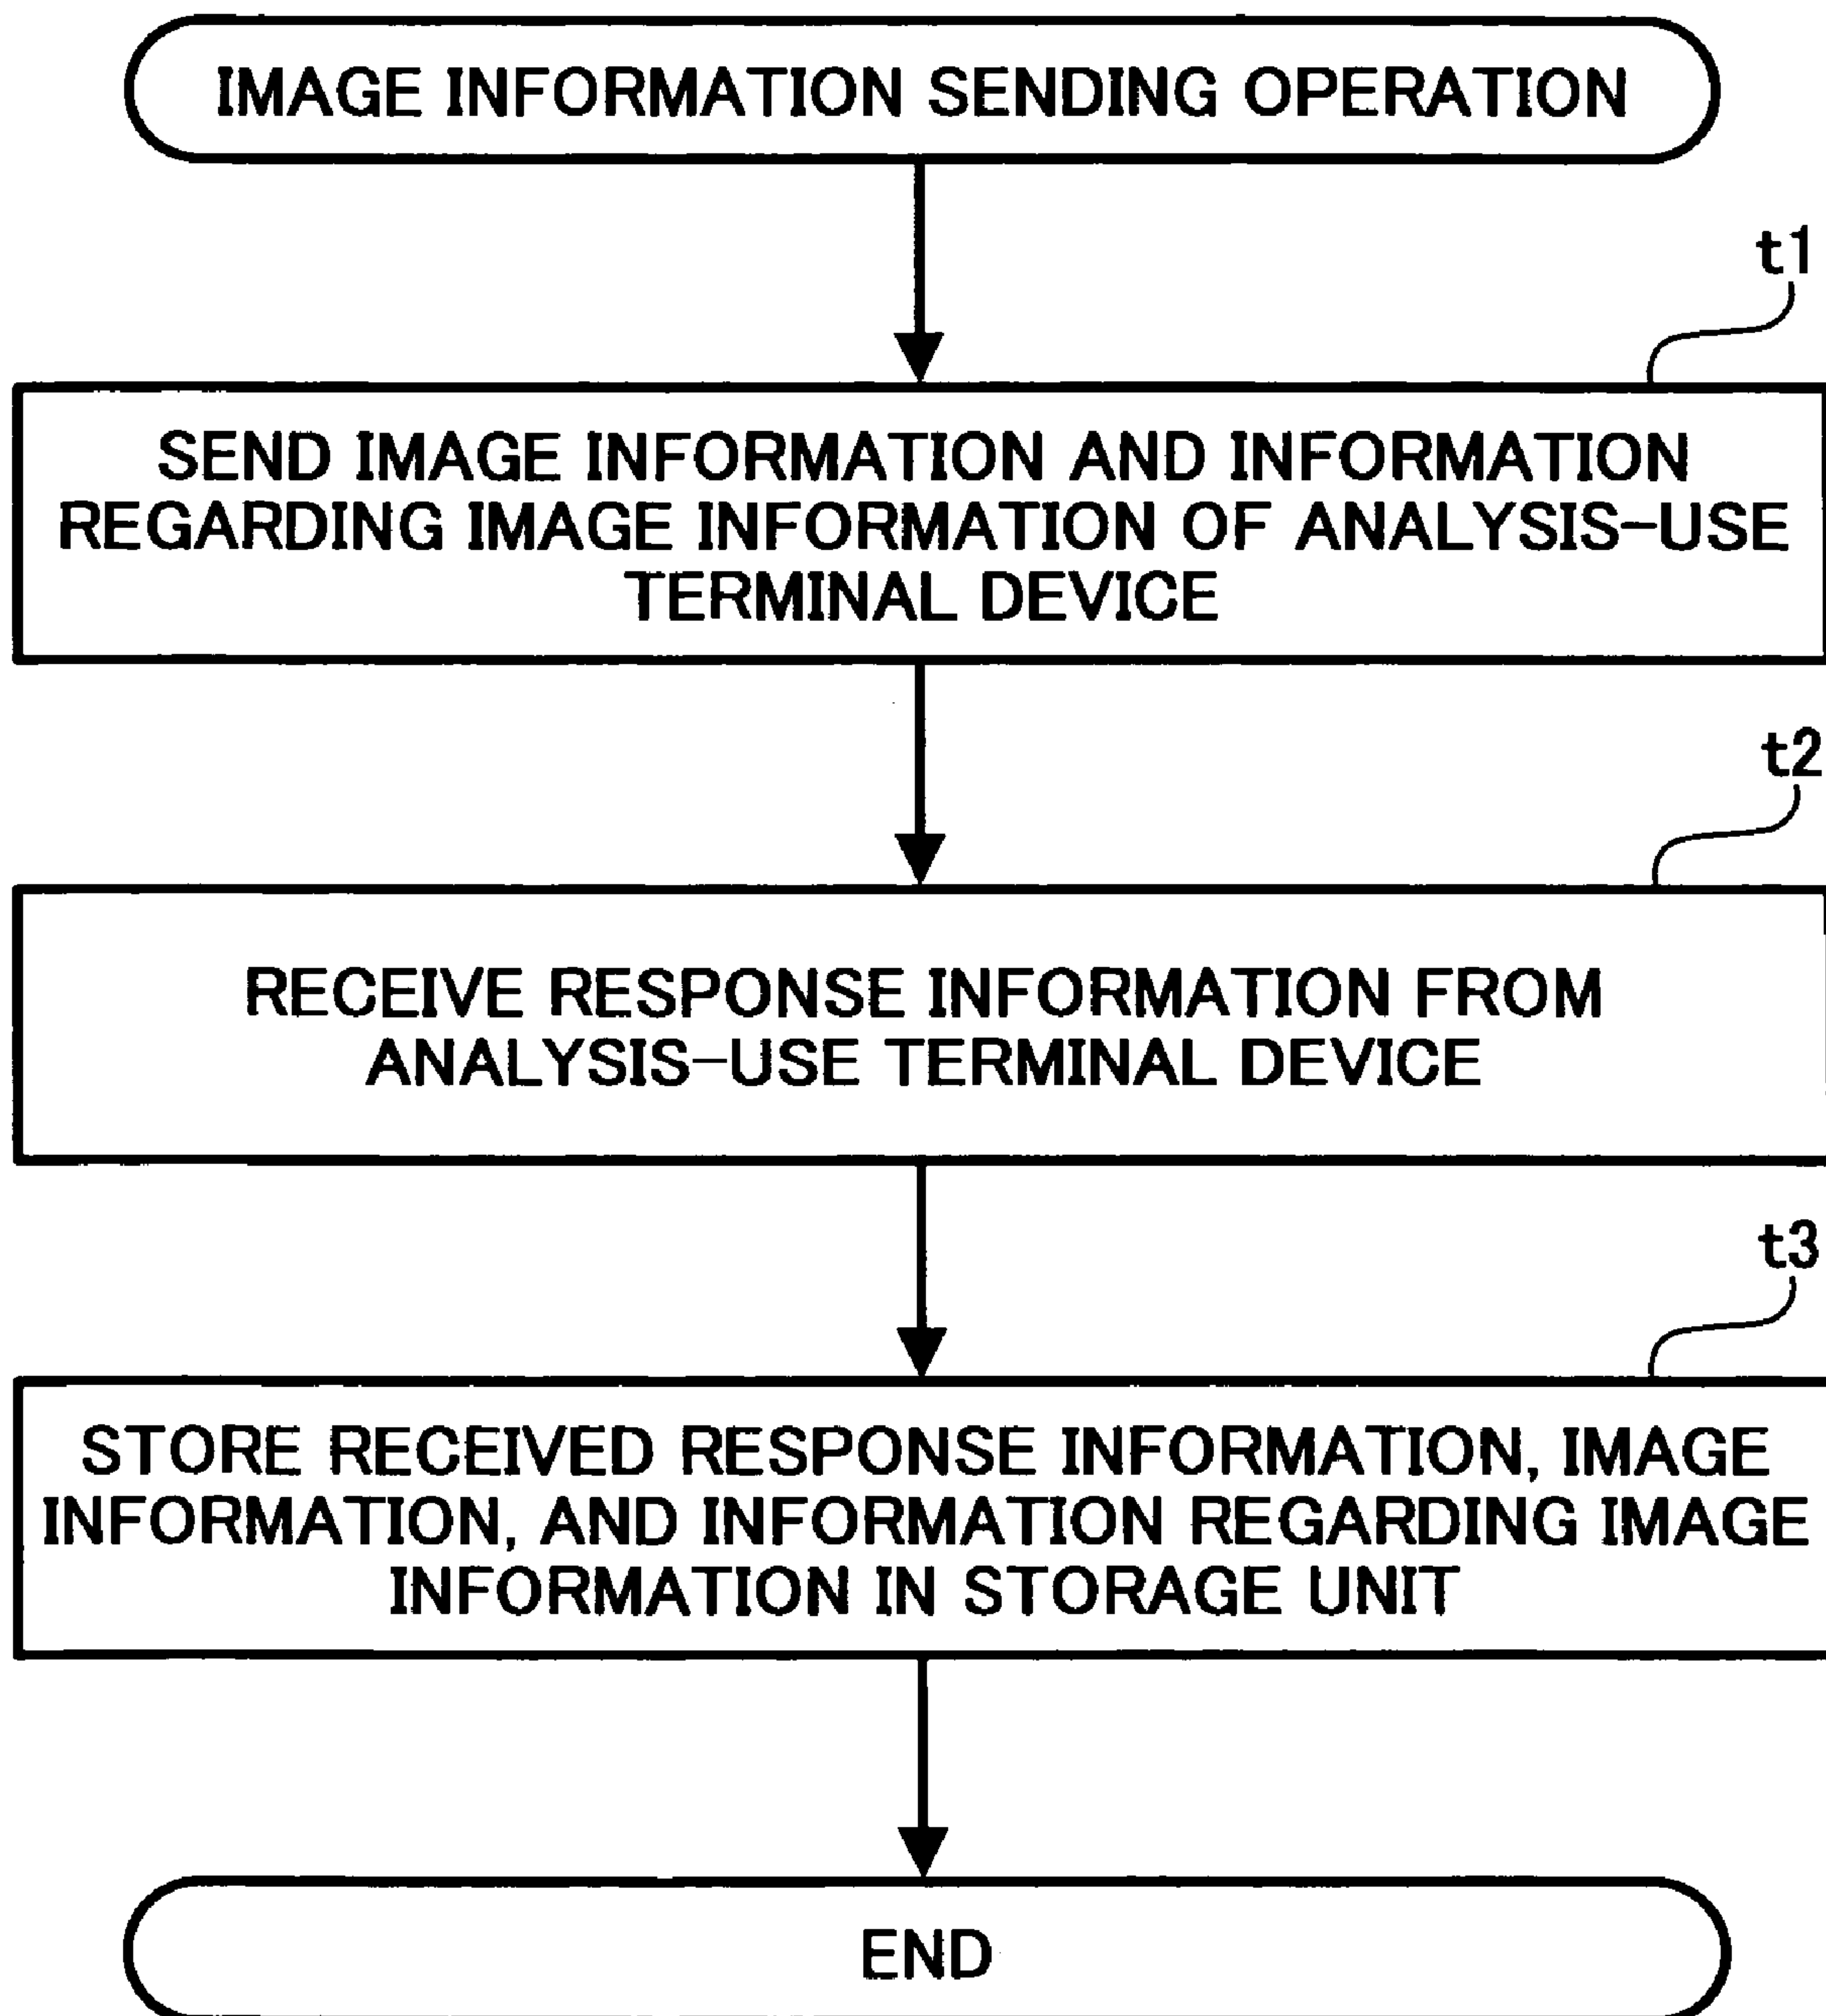 IMAGE INFORMATION SENDING OPERATION
t1
SEND IMAGE INFORMATION AND INFORMATION
REGARDING IMAGE INFORMATION OF ANALYSIS-USE
TERMINAL DEVICE
t2
RECEIVE RESPONSE INFORMATION FROM
ANALYSIS-USE TERMINAL DEVICE
t3
STORE RECEIVED RESPONSE INFORMATION, IMAGE
INFORMATION, AND INFORMATION REGARDING IMAGE
INFORMATION IN STORAGE UNIT
END